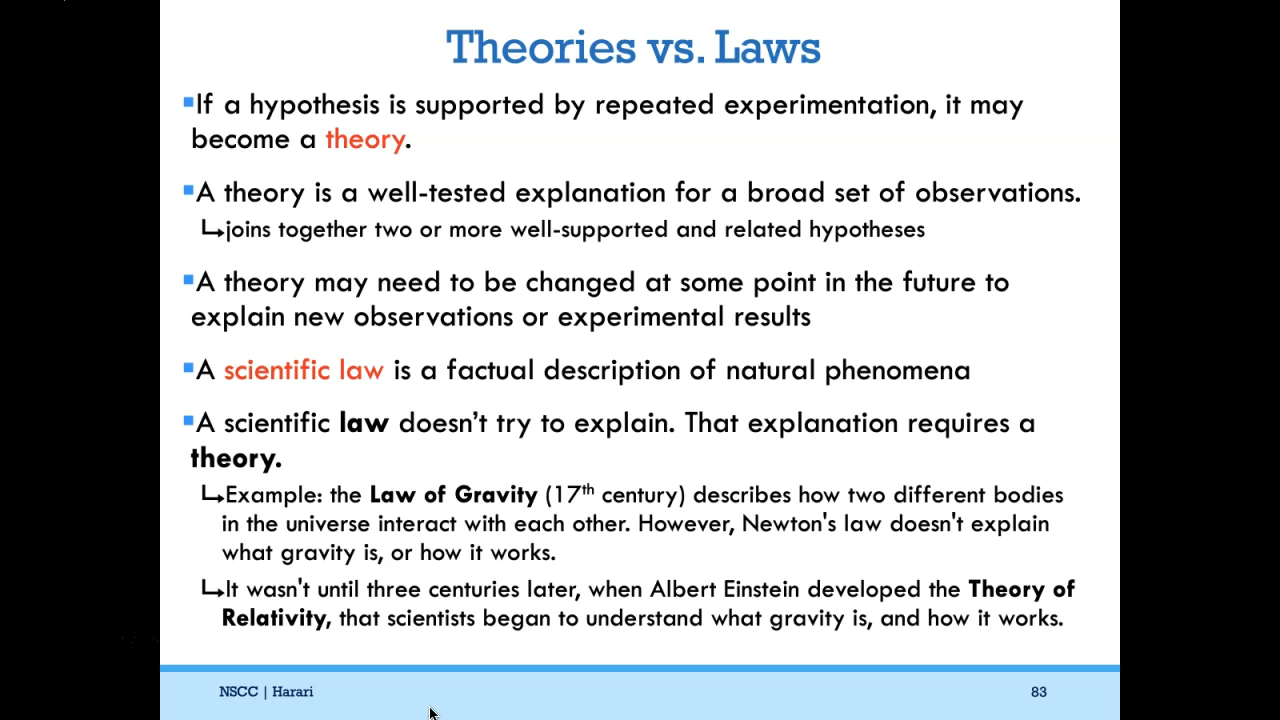 Theories vs. Laws
If a hypothesis is supported by repeated experimentation, it may
become a theory.
A theory is a well-tested explanation for a broad set of observations.
joins together two or more well-supported and related hypotheses
A theory may need to be changed at some point in the future to
explain new observations or experimental results
A scientific law is a factual description of natural phenomena
A scientific law doesn’t try to explain. That explanation requires a
theory.
Example: the Law of Gravity (17th century) describes how two different bodies
in the universe interact with each other. However, Newton's law doesn't explain
what gravity is, or how it works.
It wasn't until three centuries later, when Albert Einstein developed the Theory of
Relativity, that scientists began to understand what gravity is, and how it works.
NSCC | Harari
83